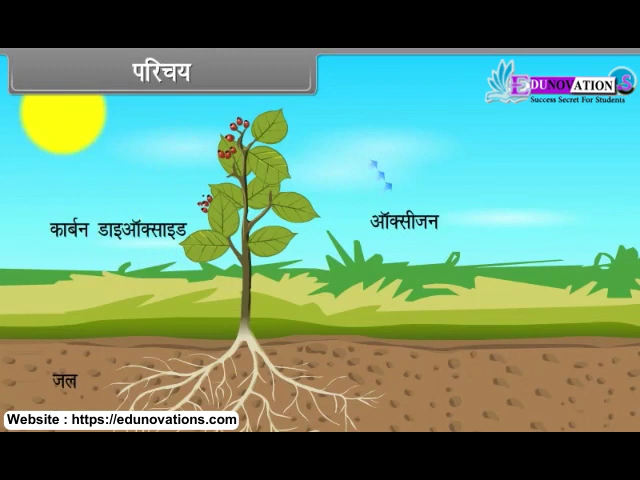 परिचय
EDUNOVATIONS
Success Secret For Students
कार्बन डाइऑक्साइड
ऑक्सीजन
जल
Website : https://edunovations.com